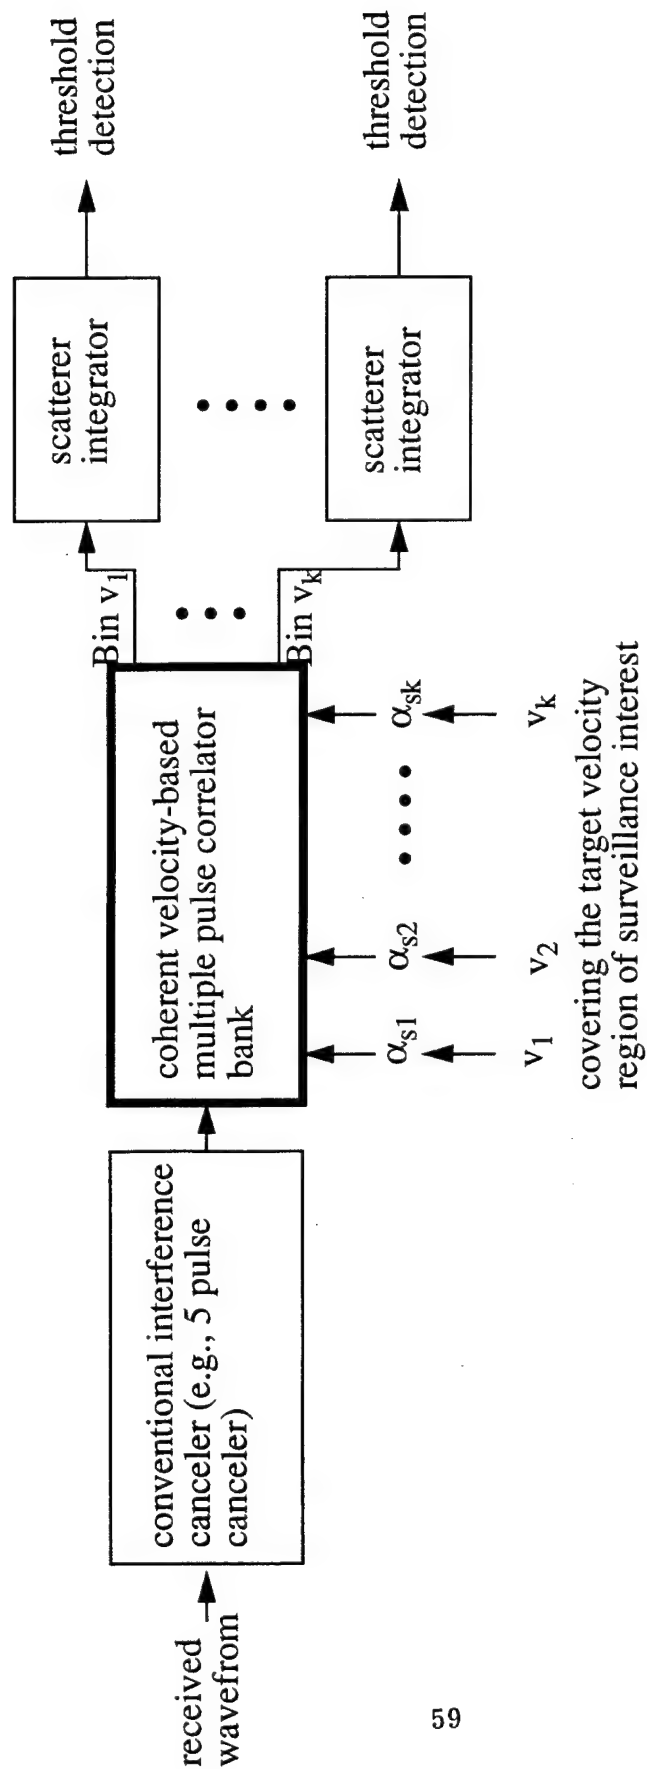 received
wavefrom
conventional interference
canceler (e.g., 5 pulse
canceler)
coherent velocity-based
multiple pulse correlator
bank
Bin v1
Bin vk
scatterer
integrator
scatterer
integrator
threshold
detection
threshold
detection
αs1 αs2 αsk
v1 v2 vk
covering the target velocity
region of surveillance interest
59